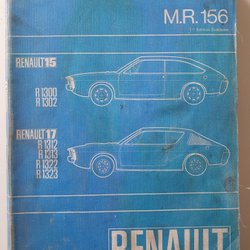 M.R. 156
RENAULT 15
R 1300
R 1302
RENAULT 17
R 1312
R 1313
R 1322
R 1323
RENAULT